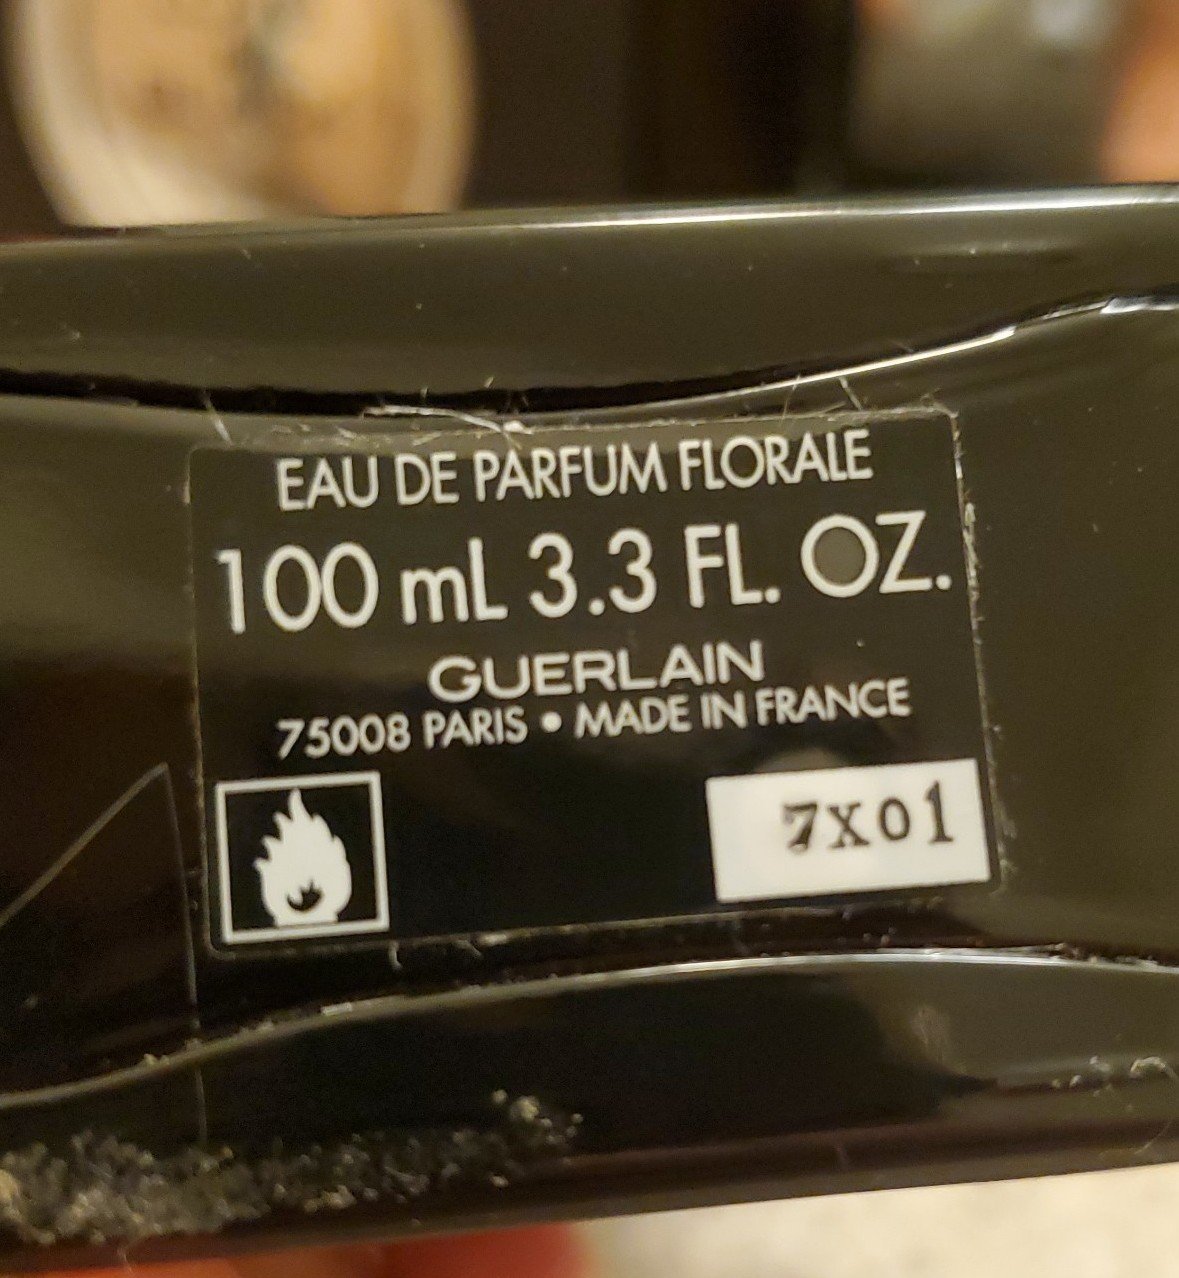 EAU DE PARFUM FLORALE
100 mL 3.3 FL. OZ.
GUERLAIN
75008 PARIS • MADE IN FRANCE
7X01